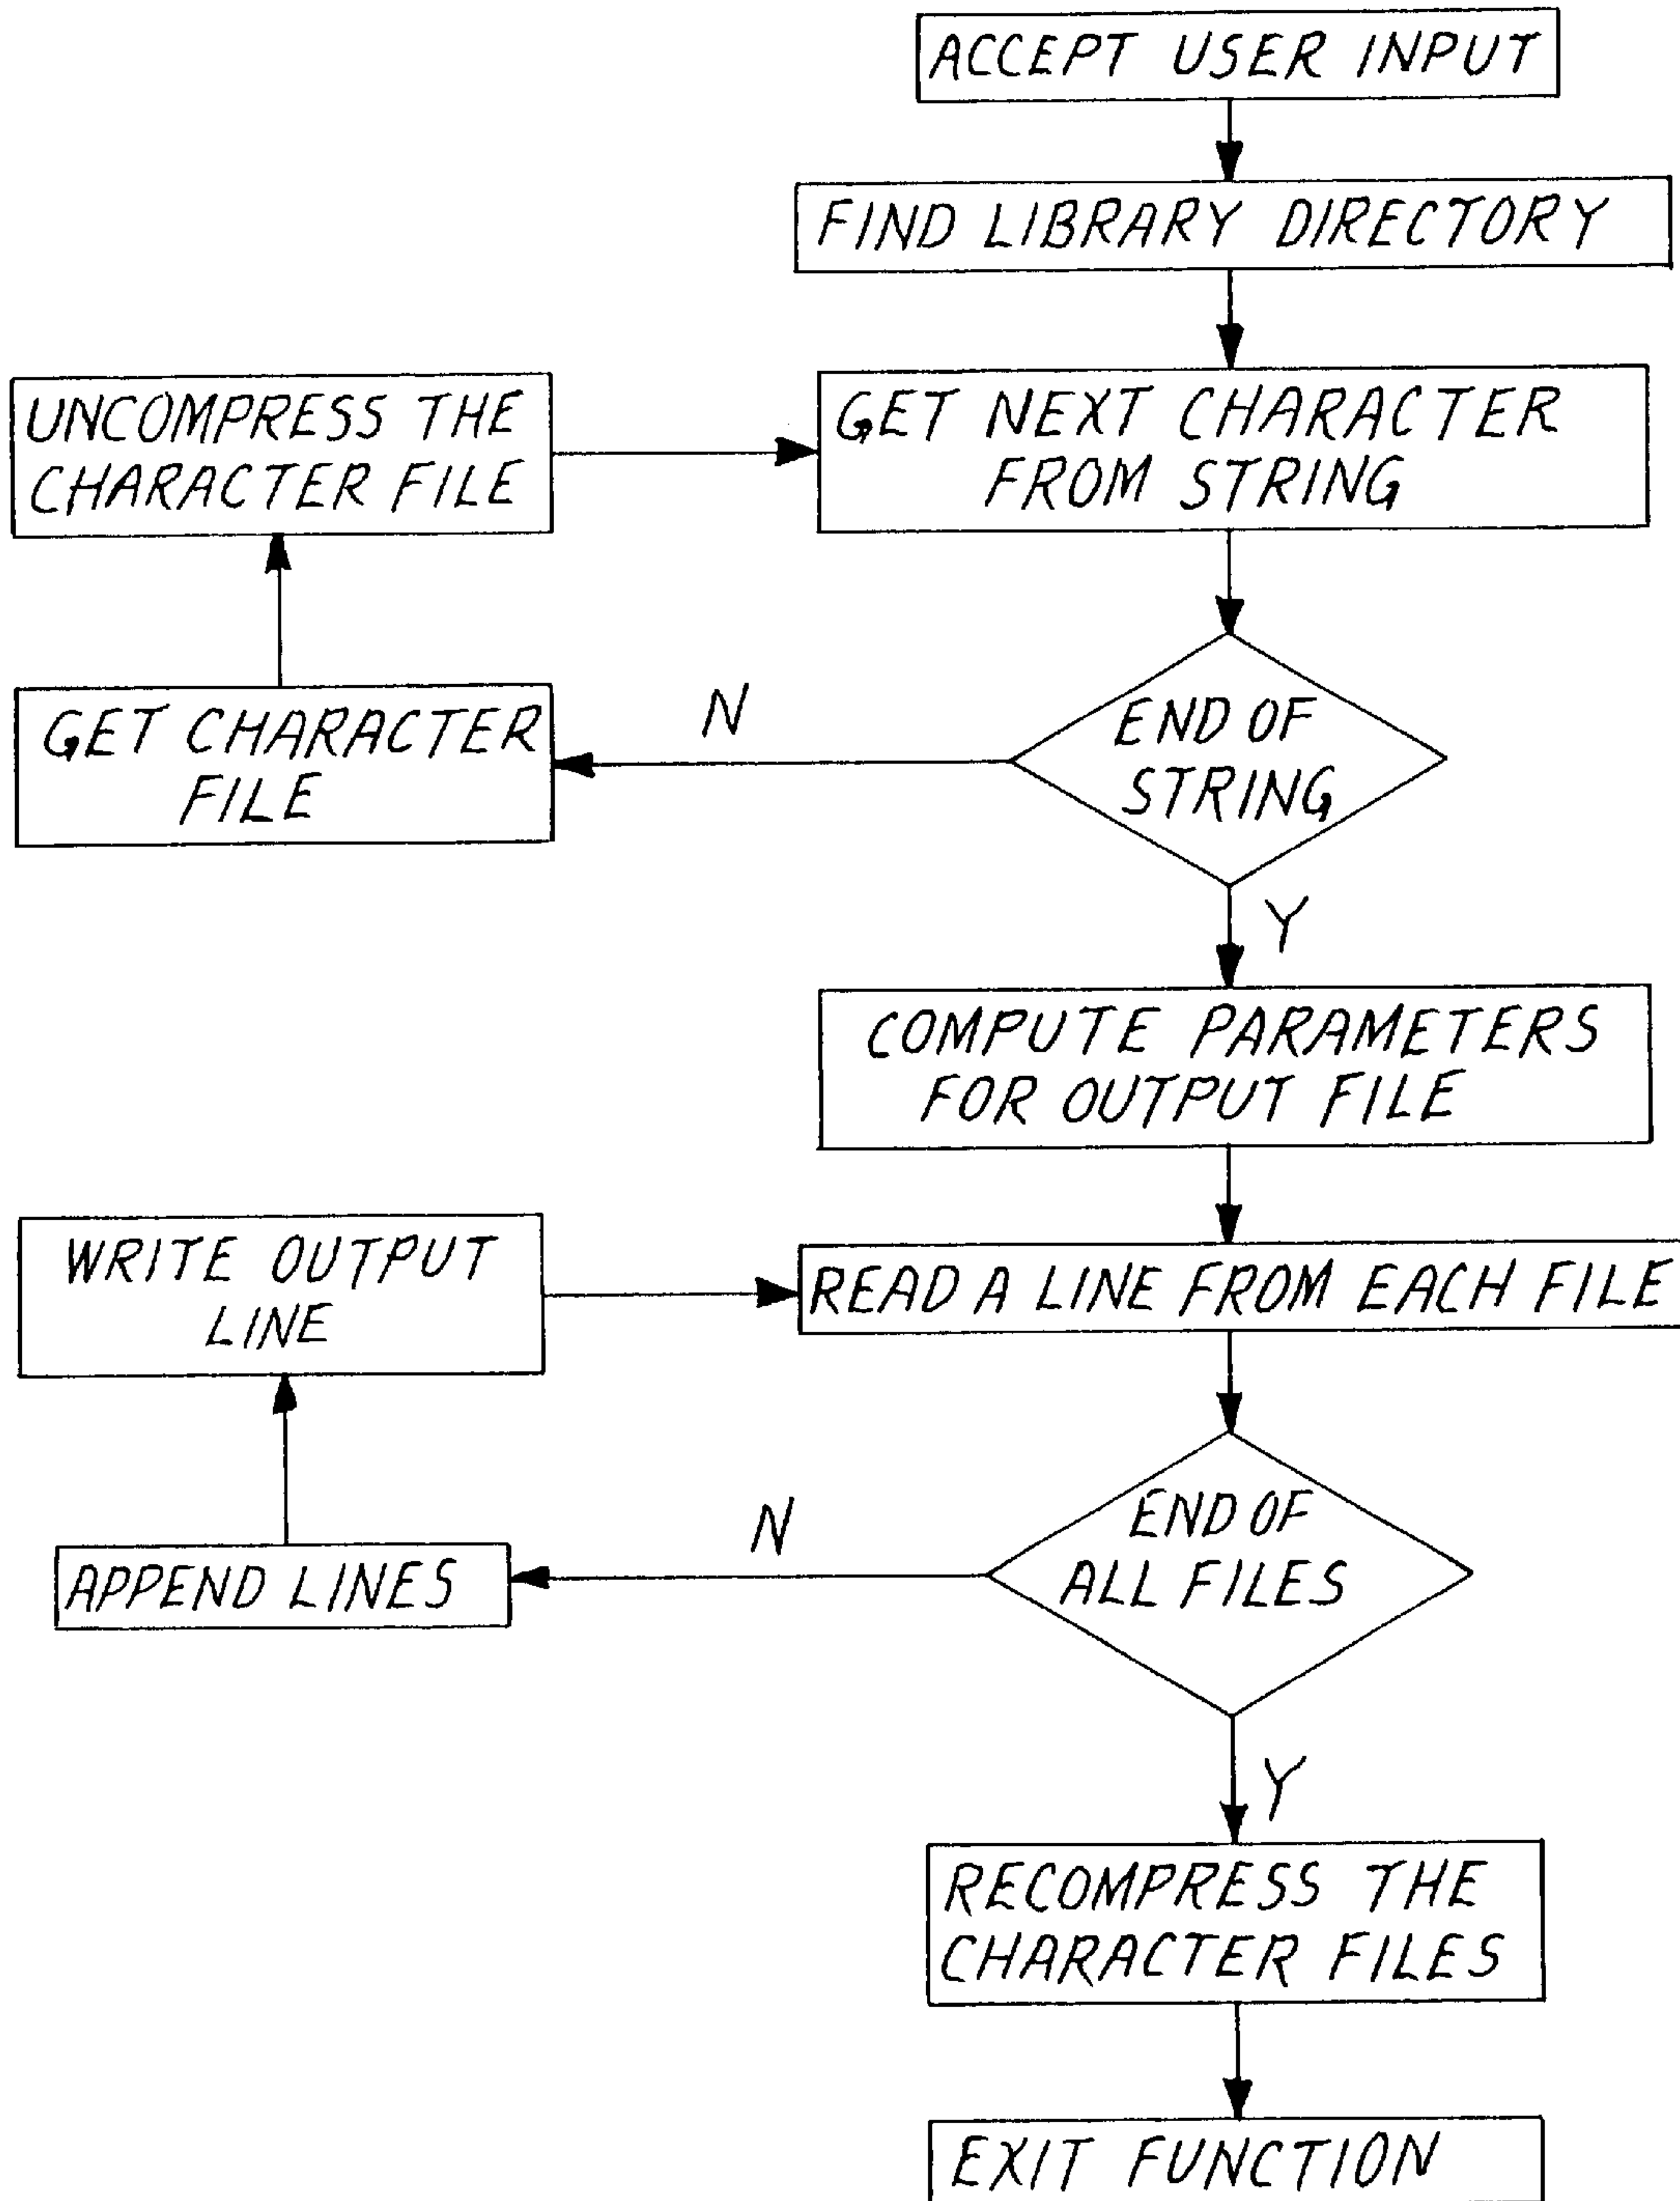 ACCEPT USER INPUT
FIND LIBRARY DIRECTORY
UNCOMPRESS THE
CHARACTER FILE
GET NEXT CHARACTER
FROM STRING
GET CHARACTER
FILE
N
END OF
STRING
Y
COMPUTE PARAMETERS
FOR OUTPUT FILE
WRITE OUTPUT
LINE
READ A LINE FROM EACH FILE
APPEND LINES
N
END OF
ALL FILES
Y
RECOMPRESS THE
CHARACTER FILES
EXIT FUNCTION